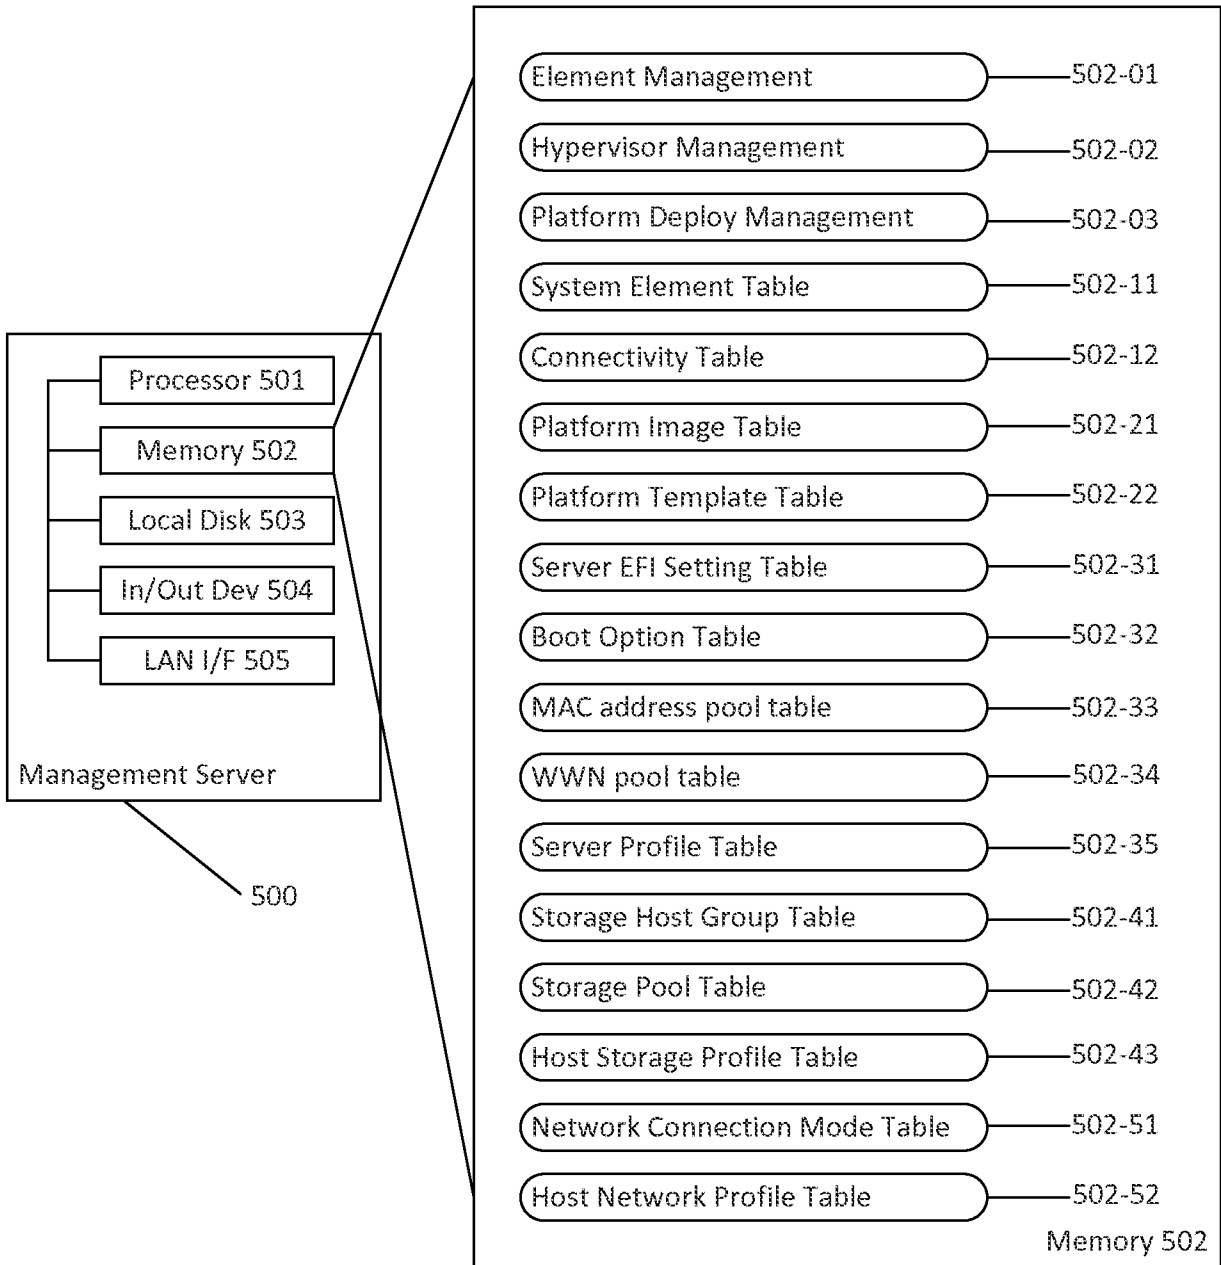 Element Management 502-01
Hypervisor Management 502-02
Platform Deploy Management 502-03
System Element Table 502-11
Connectivity Table 502-12
Platform Image Table 502-21
Platform Template Table 502-22
Server EFI Setting Table 502-31
Boot Option Table 502-32
MAC address pool table 502-33
WWN pool table 502-34
Server Profile Table 502-35
Storage Host Group Table 502-41
Storage Pool Table 502-42
Host Storage Profile Table 502-43
Network Connection Mode Table 502-51
Host Network Profile Table 502-52
Memory 502
Processor 501
Memory 502
Local Disk 503
In/Out Dev 504
LAN I/F 505
Management Server
500